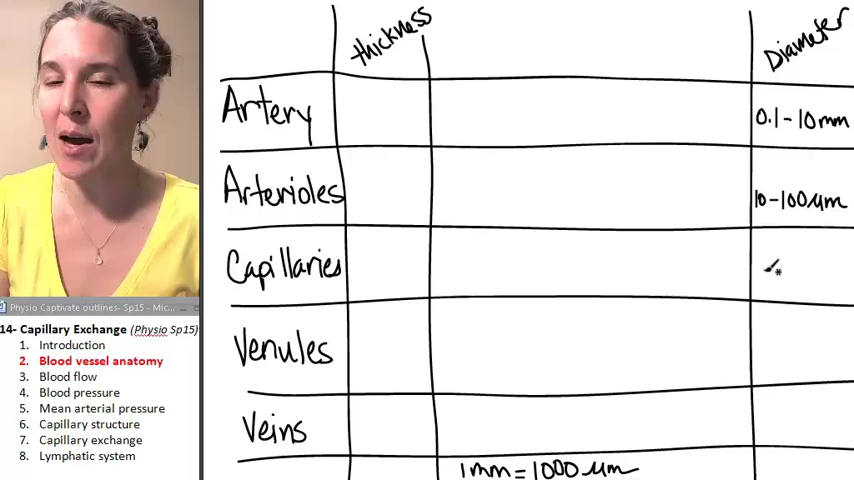 thickness
Diameter
Artery
0.1-10mm
Arterioles
10-100µm
Capillaries
Venules
Veins
1mm = 1000 µm
Physio Captivate outlines- Sp15 - Mic...
14- Capillary Exchange (Physio Sp15)
1. Introduction
2. Blood vessel anatomy
3. Blood flow
4. Blood pressure
5. Mean arterial pressure
6. Capillary structure
7. Capillary exchange
8. Lymphatic system